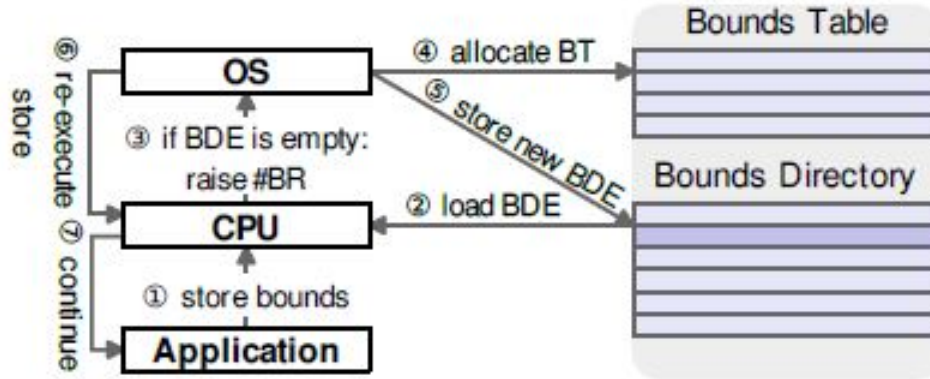 Bounds Table
⑥ re-execute
store
OS
④ allocate BT
⑤ store new BDE
③ if BDE is empty:
raise #BR
Bounds Directory
② load BDE
CPU
⑦ continue
① store bounds
Application